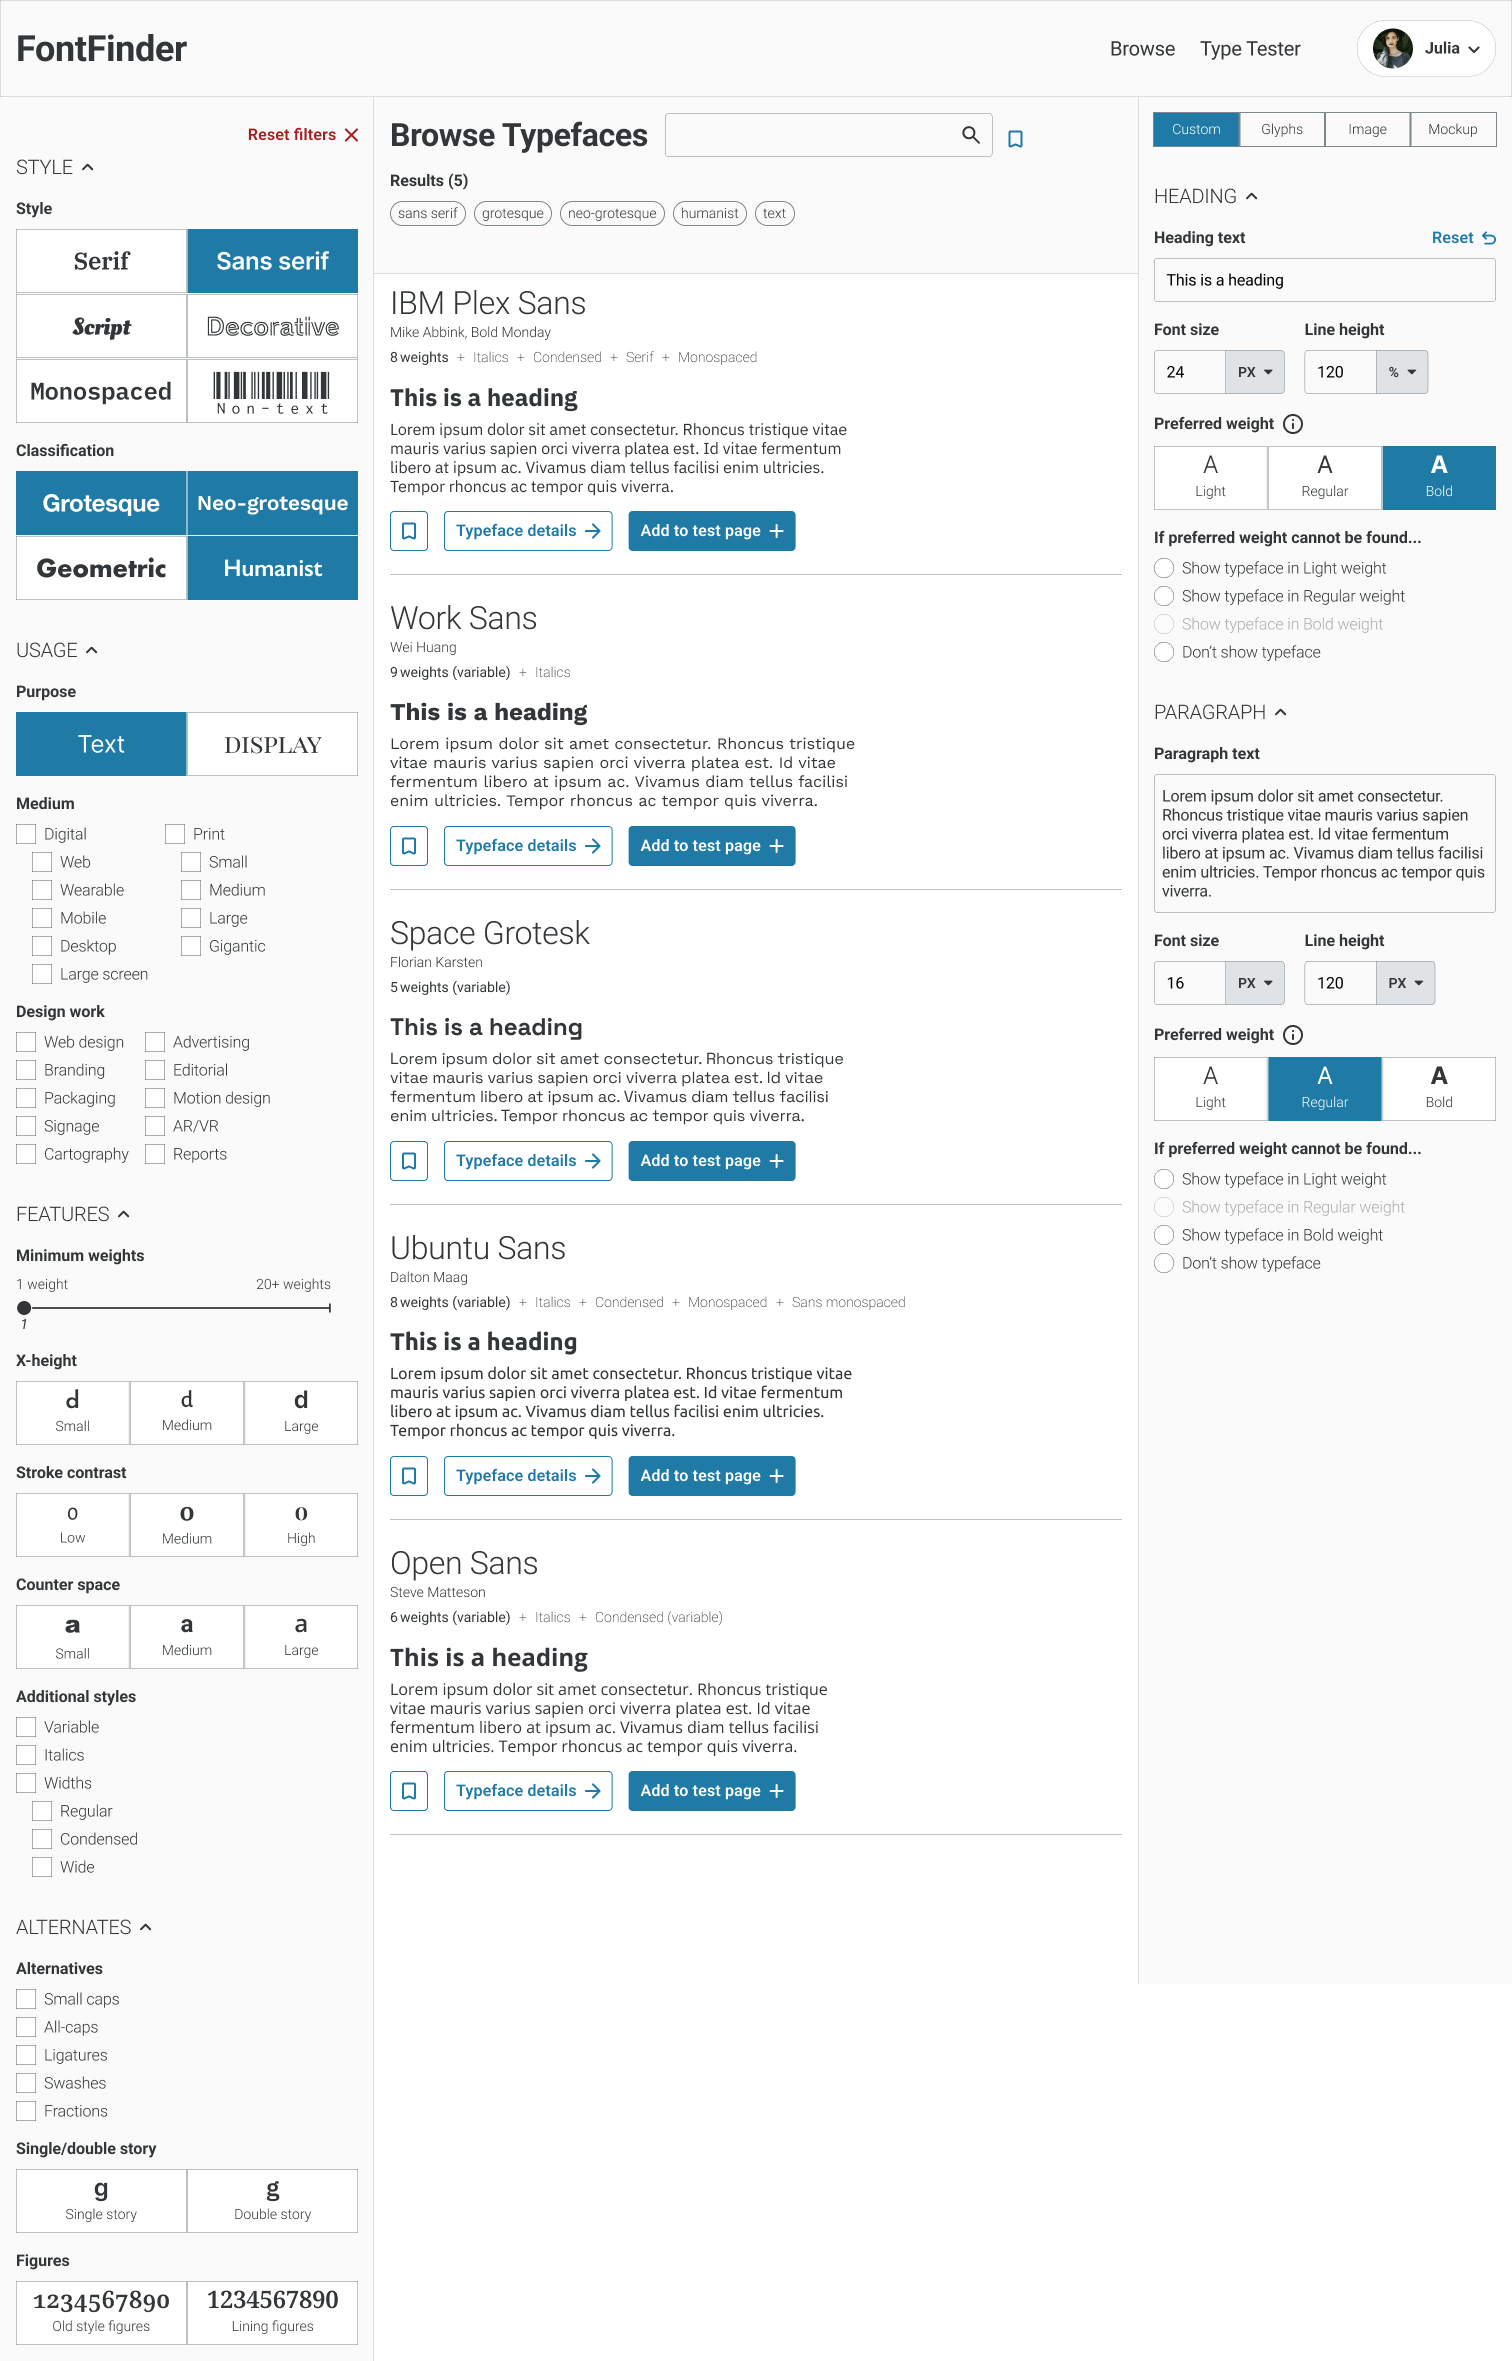 FontFinder
Browse
Type Tester
Julia
Reset filters
STYLE
Style
Serif
Sans serif
Script
Decorative
Monospaced
Non-text
Classification
Grotesque
Neo-grotesque
Geometric
Humanist
USAGE
Purpose
Text
DISPLAY
Medium
Digital
Print
Web
Small
Wearable
Medium
Mobile
Large
Desktop
Gigantic
Large screen
Design work
Web design
Advertising
Branding
Editorial
Packaging
Motion design
Signage
AR/VR
Cartography
Reports
FEATURES
Minimum weights
1 weight
20+ weights
1
X-height
d
d
d
Small
Medium
Large
Stroke contrast
o
o
o
Low
Medium
High
Counter space
a
a
a
Small
Medium
Large
Additional styles
Variable
Italics
Widths
Regular
Condensed
Wide
ALTERNATES
Alternatives
Small caps
All-caps
Ligatures
Swashes
Fractions
Single/double story
g
g
Single story
Double story
Figures
1234567890
1234567890
Old style figures
Lining figures
Browse Typefaces
Results (5)
sans serif
grotesque
neo-grotesque
humanist
text
IBM Plex Sans
Mike Abbink, Bold Monday
8 weights + Italics + Condensed + Serif + Monospaced
This is a heading
Lorem ipsum dolor sit amet consectetur. Rhoncus tristique vitae
mauris varius sapien orci viverra platea est. Id vitae fermentum
libero at ipsum ac. Vivamus diam tellus facilisi enim ultricies.
Tempor rhoncus ac tempor quis viverra.
Typeface details
Add to test page
Work Sans
Wei Huang
9 weights (variable) + Italics
This is a heading
Lorem ipsum dolor sit amet consectetur. Rhoncus tristique
vitae mauris varius sapien orci viverra platea est. Id vitae
fermentum libero at ipsum ac. Vivamus diam tellus facilisi
enim ultricies. Tempor rhoncus ac tempor quis viverra.
Typeface details
Add to test page
Space Grotesk
Florian Karsten
5 weights (variable)
This is a heading
Lorem ipsum dolor sit amet consectetur. Rhoncus tristique
vitae mauris varius sapien orci viverra platea est. Id vitae
fermentum libero at ipsum ac. Vivamus diam tellus facilisi
enim ultricies. Tempor rhoncus ac tempor quis viverra.
Typeface details
Add to test page
Ubuntu Sans
Dalton Maag
8 weights (variable) + Italics + Condensed + Monospaced + Sans monospaced
This is a heading
Lorem ipsum dolor sit amet consectetur. Rhoncus tristique vitae
mauris varius sapien orci viverra platea est. Id vitae fermentum
libero at ipsum ac. Vivamus diam tellus facilisi enim ultricies.
Tempor rhoncus ac tempor quis viverra.
Typeface details
Add to test page
Open Sans
Steve Matteson
6 weights (variable) + Italics + Condensed (variable)
This is a heading
Lorem ipsum dolor sit amet consectetur. Rhoncus tristique
vitae mauris varius sapien orci viverra platea est. Id vitae
fermentum libero at ipsum ac. Vivamus diam tellus facilisi
enim ultricies. Tempor rhoncus ac tempor quis viverra.
Typeface details
Add to test page
Custom
Glyphs
Image
Mockup
HEADING
Heading text
Reset
This is a heading
Font size
Line height
24
PX
120
%
Preferred weight
A
A
A
Light
Regular
Bold
If preferred weight cannot be found...
Show typeface in Light weight
Show typeface in Regular weight
Show typeface in Bold weight
Don't show typeface
PARAGRAPH
Paragraph text
Lorem ipsum dolor sit amet consectetur.
Rhoncus tristique vitae mauris varius sapien
orci viverra platea est. Id vitae fermentum
libero at ipsum ac. Vivamus diam tellus facilisi
enim ultricies. Tempor rhoncus ac tempor quis
viverra.
Font size
Line height
16
PX
120
PX
Preferred weight
A
A
A
Light
Regular
Bold
If preferred weight cannot be found...
Show typeface in Light weight
Show typeface in Regular weight
Show typeface in Bold weight
Don't show typeface